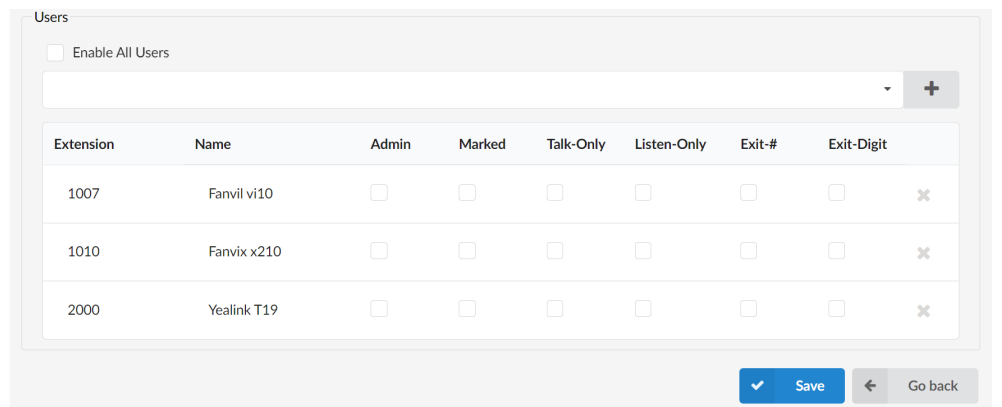 Users
Enable All Users
Extension Name Admin Marked Talk-Only Listen-Only Exit-# Exit-Digit
1007 Fanvil vi10
1010 Fanvix x210
2000 Yealink T19
Save Go back